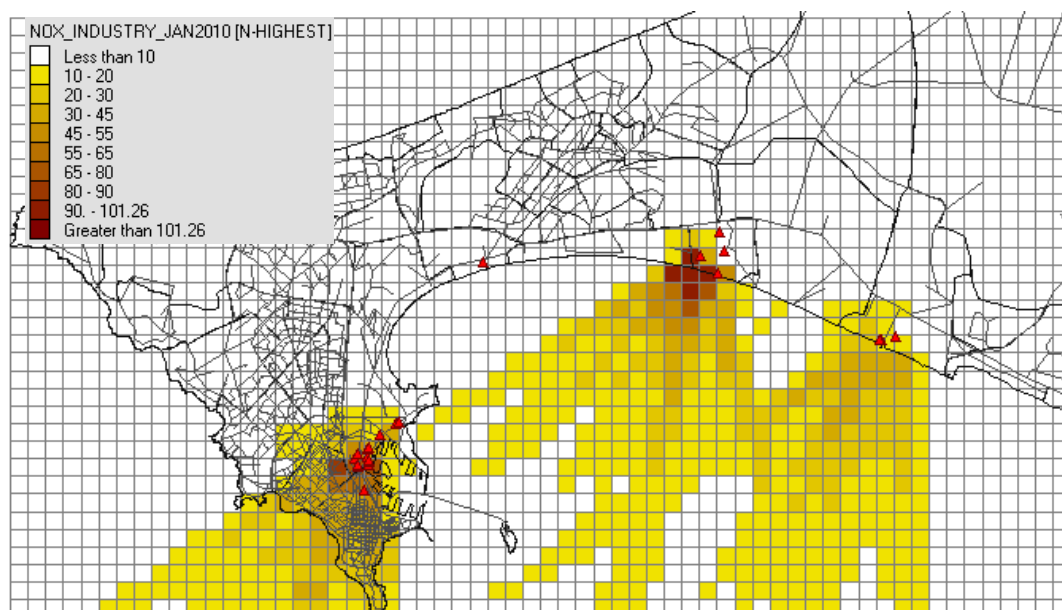 NOX_INDUSTRY_JAN2010 [N-HIGHEST]
Less than 10
10 - 20
20 - 30
30 - 45
45 - 55
55 - 65
65 - 80
80 - 90
90. - 101.26
Greater than 101.26